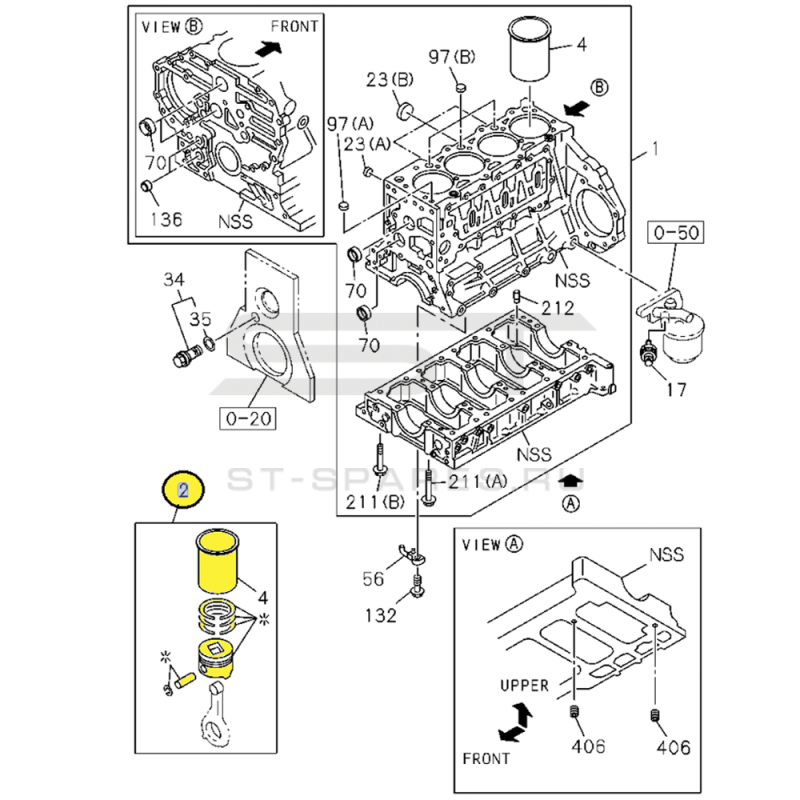 VIEW B
FRONT
4
97(B)
23(B)
B
97(A)
23(A)
1
70
136
NSS
0-50
NSS
70
34
212
35
70
17
0-20
NSS
ST-SPARES.RU
211(A)
2
211(B)
A
VIEW A
NSS
56
4
132
UPPER
406
406
FRONT